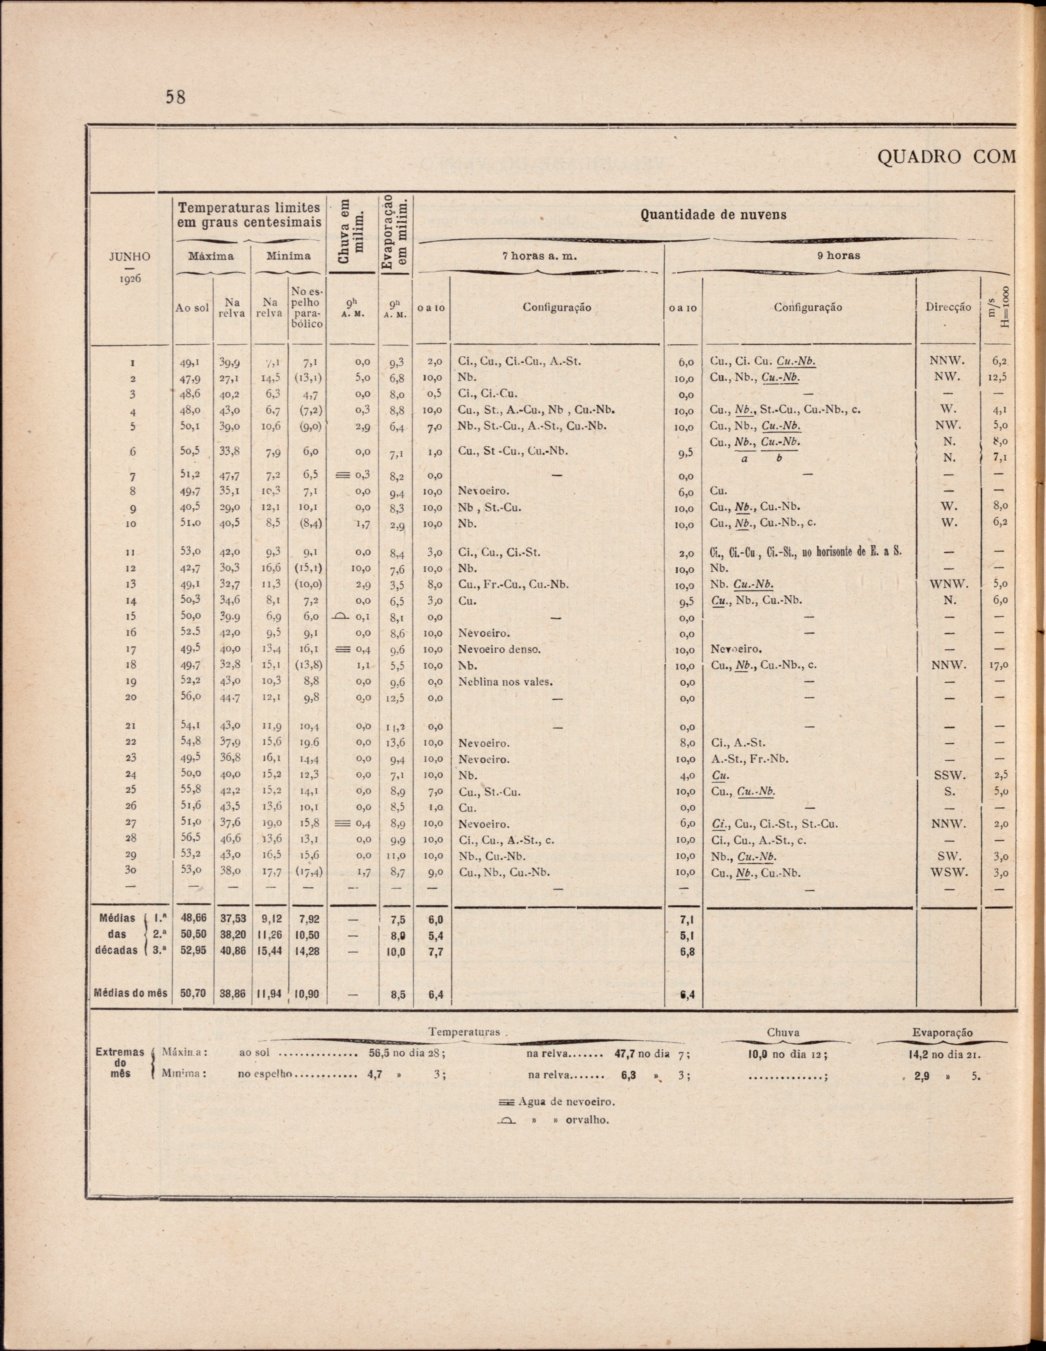 58
QUADRO COM
JUNHO — 1926 | Temperaturas limites em graus centesimais | Chuva em milim. | Evaporação em milim. | Quantidade de nuvens
Máxima | Minima | 7 horas a. m. | 9 horas
Ao sol | Na relva | Na relva | No es-pelho para-bólico | 9h A. M. | 9h A. M. | 0 a 10 | Configuração | 0 a 10 | Configuração | Direcção | m/s H=1000
1 | 49,1 | 39,9 | 7,1 | 7,1 | 0,0 | 9,3 | 2,0 | Ci., Cu., Ci.-Cu., A.-St. | 6,0 | Cu., Ci. Cu. Cu.-Nb. | NNW. | 6,2
2 | 47,9 | 27,1 | 14,5 | (13,1) | 5,0 | 6,8 | 10,0 | Nb. | 10,0 | Cu., Nb., Cu.-Nb. | NW. | 12,5
3 | 48,6 | 40,2 | 6,3 | 4,7 | 0,0 | 8,0 | 0,5 | Ci., Ci.-Cu. | 0,0 | — | — | —
4 | 48,0 | 43,0 | 6,7 | (7,2) | 0,3 | 8,8 | 10,0 | Cu., St., A.-Cu., Nb , Cu.-Nb. | 10,0 | Cu., Nb., St.-Cu., Cu.-Nb., c. | W. | 4,1
5 | 50,1 | 39,0 | 10,6 | (9,0) | 2,9 | 6,4 | 7,0 | Nb., St.-Cu., A.-St., Cu.-Nb. | 10,0 | Cu., Nb., Cu.-Nb. | NW. | 5,0
6 | 50,5 | 33,8 | 7,9 | 6,0 | 0,0 | 7,1 | 1,0 | Cu., St -Cu., Cu.-Nb. | 9,5 | Cu., Nb., Cu.-Nb. | N. | 8,0
a b | N. | 7,1
7 | 51,2 | 47,7 | 7,2 | 6,5 | ≡ 0,3 | 8,2 | 0,0 | — | 0,0 | — | — | —
8 | 49,7 | 35,1 | 10,3 | 7,1 | 0,0 | 9,4 | 10,0 | Nevoeiro. | 6,0 | Cu. | — | —
9 | 40,5 | 29,0 | 12,1 | 10,1 | 0,0 | 8,3 | 10,0 | Nb , St.-Cu. | 10,0 | Cu., Nb., Cu.-Nb. | W. | 8,0
10 | 51,0 | 40,5 | 8,5 | (8,4) | 1,7 | 2,9 | 10,0 | Nb. | 10,0 | Cu., Nb., Cu.-Nb., c. | W. | 6,2
11 | 53,0 | 42,0 | 9,3 | 9,1 | 0,0 | 8,4 | 3,0 | Ci., Cu., Ci.-St. | 2,0 | Ci., Ci.-Cu , Ci.-St., no horisonte de E. a S. | — | —
12 | 42,7 | 30,3 | 16,6 | (15,1) | 10,0 | 7,6 | 10,0 | Nb. | 10,0 | Nb. | — | —
13 | 49,1 | 32,7 | 11,3 | (10,0) | 2,9 | 3,5 | 8,0 | Cu., Fr.-Cu., Cu.-Nb. | 10,0 | Nb. Cu.-Nb. | WNW. | 5,0
14 | 50,3 | 34,6 | 8,1 | 7,2 | 0,0 | 6,5 | 3,0 | Cu. | 9,5 | Cu., Nb., Cu.-Nb. | N. | 6,0
15 | 50,0 | 39.9 | 6,9 | 6,0 | 0,1 | 8,1 | 0,0 | — | 0,0 | — | — | —
16 | 52.5 | 42,0 | 9,5 | 9,1 | 0,0 | 8,6 | 10,0 | Nevoeiro. | 0,0 | — | — | —
17 | 49,5 | 40,0 | 13,4 | 16,1 | ≡ 0,4 | 9,6 | 10,0 | Nevoeiro denso. | 10,0 | Nevoeiro. | — | —
18 | 49,7 | 32,8 | 15,1 | (13,8) | 1,1 | 5,5 | 10,0 | Nb. | 10,0 | Cu., Nb., Cu.-Nb., c. | NNW. | 17,0
19 | 52,2 | 43,0 | 10,3 | 8,8 | 0,0 | 9,6 | 0,0 | Neblina nos vales. | 0,0 | — | — | —
20 | 56,0 | 44.7 | 12,1 | 9,8 | 0,0 | 12,5 | 0,0 | — | 0,0 | — | — | —
21 | 54,1 | 43,0 | 11,9 | 10,4 | 0,0 | 14,2 | 0,0 | — | 0,0 | — | — | —
22 | 54,8 | 37,9 | 15,6 | 19.6 | 0,0 | 13,6 | 10,0 | Nevoeiro. | 8,0 | Ci., A.-St. | — | —
23 | 49,5 | 36,8 | 16,1 | 14,4 | 0,0 | 9,4 | 10,0 | Nevoeiro. | 10,0 | A.-St., Fr.-Nb. | — | —
24 | 50,0 | 40,0 | 15,2 | 12,3 | 0,0 | 7,1 | 10,0 | Nb. | 4,0 | Cu. | SSW. | 2,5
25 | 55,8 | 42,2 | 15,2 | 14,1 | 0,0 | 8,9 | 7,0 | Cu., St.-Cu. | 10,0 | Cu., Cu.-Nb. | S. | 5,0
26 | 51,6 | 43,5 | 13,6 | 10,1 | 0,0 | 8,5 | 1,0 | Cu. | 0,0 | — | — | —
27 | 51,0 | 37,6 | 19,0 | 15,8 | ≡ 0,4 | 8,9 | 10,0 | Nevoeiro. | 6,0 | Ci., Cu., Ci.-St., St.-Cu. | NNW. | 2,0
28 | 56,5 | 46,6 | 13,6 | 13,1 | 0,0 | 9,9 | 10,0 | Ci., Cu., A.-St., c. | 10,0 | Ci., Cu., A.-St., c. | — | —
29 | 53,2 | 43,0 | 16,5 | 15,6 | 0,0 | 11,0 | 10,0 | Nb., Cu.-Nb. | 10,0 | Nb., Cu.-Nb. | SW. | 3,0
30 | 53,0 | 38,0 | 17,7 | (17,4) | 1,7 | 8,7 | 9,0 | Cu., Nb., Cu.-Nb. | 10,0 | Cu., Nb., Cu.-Nb. | WSW. | 3,0
— | — | — | — | — | — | — | — | — | — | — | — | —
Médias | 1.ª | 48,66 | 37,53 | 9,12 | 7,92 | — | 7,5 | 6,0 | 7,1
das | 2.ª | 50,50 | 38,20 | 11,26 | 10,50 | — | 8,0 | 5,4 | 5,1
décadas | 3.ª | 52,95 | 40,86 | 15,44 | 14,28 | — | 10,0 | 7,7 | 6,8
Médias do mês | 50,70 | 38,86 | 11,94 | 10,90 | — | 8,5 | 6,4 | 6,4
Temperaturas | Chuva | Evaporação
Extremas do mês
Máxima: ao sol ............... 56,5 no dia 28; na relva....... 47,7 no dia 7; 10,0 no dia 12; 14,2 no dia 21.
Minima: no espelho............ 4,7 » 3; na relva....... 6,3 » 3; ..............; 2,9 » 5.
≡ Agua de nevoeiro.
» » orvalho.